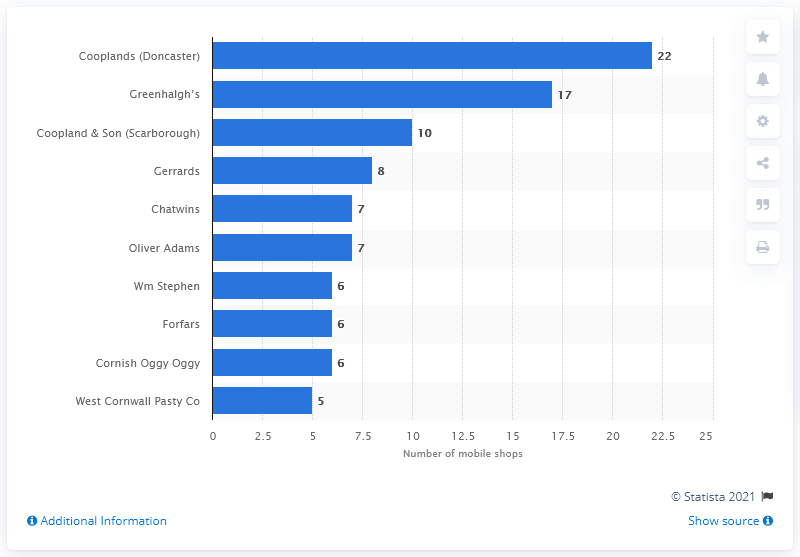 Cooplands (Doncaster) 22
Greenhalgh's 17
Coopland & Son (Scarborough) 10
Gerrards 8
Chatwins 7
Oliver Adams 7
Wm Stephen 6
Forfars 6
Cornish Oggy Oggy 6
West Cornwall Pasty Co 5
0 2.5 5 7.5 10 12.5 15 17.5 20 22.5 25
Number of mobile shops
© Statista 2021
Additional Information Show source